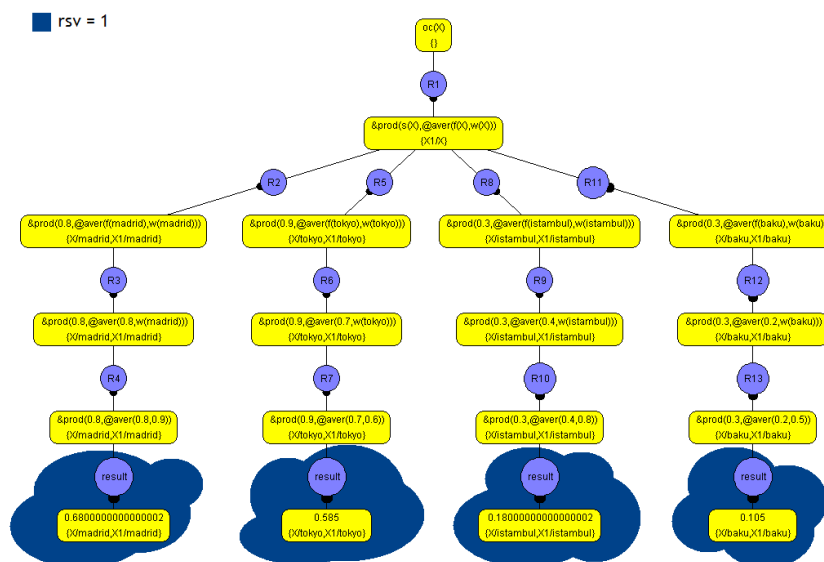 rsv = 1
oc(X)
{}
R1
&prod(s(X),@aver(f(X),w(X)))
{X1/X}
R2
R5
R8
R11
&prod(0.8,@aver(f(madrid),w(madrid)))
{X/madrid,X1/madrid}
&prod(0.9,@aver(f(tokyo),w(tokyo)))
{X/tokyo,X1/tokyo}
&prod(0.3,@aver(f(istambul),w(istambul)))
{X/istambul,X1/istambul}
&prod(0.3,@aver(f(baku),w(baku)))
{X/baku,X1/baku}
R3
R6
R9
R12
&prod(0.8,@aver(0.8,w(madrid)))
{X/madrid,X1/madrid}
&prod(0.9,@aver(0.7,w(tokyo)))
{X/tokyo,X1/tokyo}
&prod(0.3,@aver(0.4,w(istambul)))
{X/istambul,X1/istambul}
&prod(0.3,@aver(0.2,w(baku)))
{X/baku,X1/baku}
R4
R7
R10
R13
&prod(0.8,@aver(0.8,0.9))
{X/madrid,X1/madrid}
&prod(0.9,@aver(0.7,0.6))
{X/tokyo,X1/tokyo}
&prod(0.3,@aver(0.4,0.8))
{X/istambul,X1/istambul}
&prod(0.3,@aver(0.2,0.5))
{X/baku,X1/baku}
result
result
result
result
0.6800000000000002
{X/madrid,X1/madrid}
0.585
{X/tokyo,X1/tokyo}
0.18000000000000002
{X/istambul,X1/istambul}
0.105
{X/baku,X1/baku}